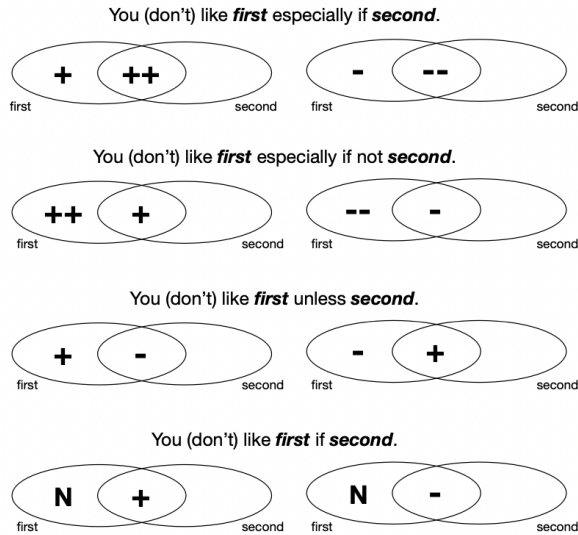 You (don't) like first especially if second.
+ ++ - --
first second first second
You (don't) like first especially if not second.
++ + -- -
first second first second
You (don't) like first unless second.
+ - - +
first second first second
You (don't) like first if second.
N + N -
first second first second